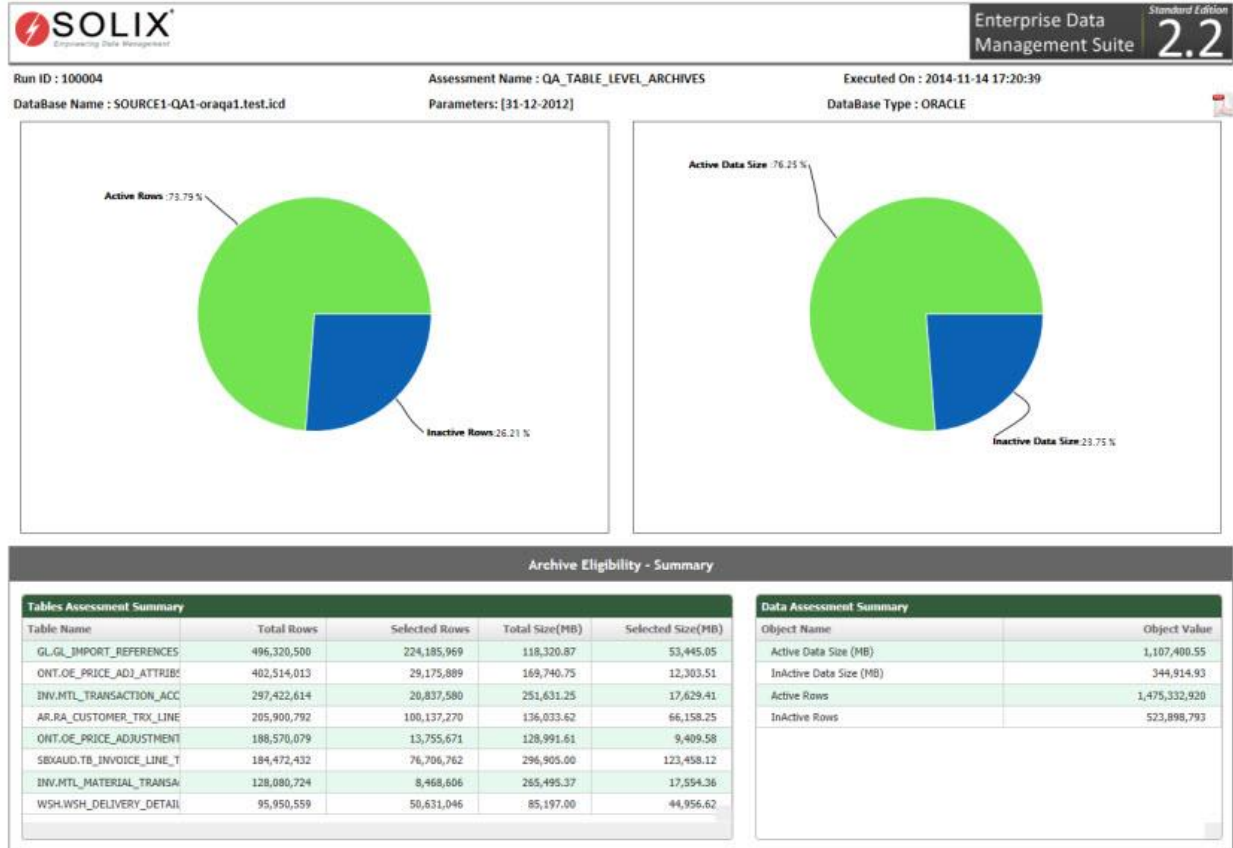 SOLIX
Empowering Data Management
Enterprise Data
Management Suite
Standard Edition
2.2
Run ID : 100004
Assessment Name : QA_TABLE_LEVEL_ARCHIVES
Executed On : 2014-11-14 17:20:39
DataBase Name : SOURCE1-QA1-oraqa1.test.icd
Parameters: [31-12-2012]
DataBase Type : ORACLE
Active Rows :73.79 %
Inactive Rows:26.21 %
Active Data Size :76.25 %
Inactive Data Size:23.75 %
Archive Eligibility - Summary
Tables Assessment Summary
Table Name Total Rows Selected Rows Total Size(MB) Selected Size(MB)
GL.GL_IMPORT_REFERENCES 496,320,500 224,185,969 118,320.87 53,445.05
ONT.OE_PRICE_ADJ_ATTRIBS 402,514,013 29,175,889 169,740.75 12,303.51
INV.MTL_TRANSACTION_ACC 297,422,614 20,837,580 251,631.25 17,629.41
AR.RA_CUSTOMER_TRX_LINE 205,900,792 100,137,270 136,033.62 66,158.25
ONT.OE_PRICE_ADJUSTMENT 188,570,079 13,755,671 128,991.61 9,409.58
SBXAUD.TB_INVOICE_LINE_T 184,472,432 76,706,762 296,905.00 123,458.12
INV.MTL_MATERIAL_TRANSA 128,080,724 8,468,606 265,495.37 17,554.36
WSH.WSH_DELIVERY_DETAIL 95,950,559 50,631,046 85,197.00 44,956.62
Data Assessment Summary
Object Name Object Value
Active Data Size (MB) 1,107,400.55
InActive Data Size (MB) 344,914.93
Active Rows 1,475,332,920
InActive Rows 523,898,793